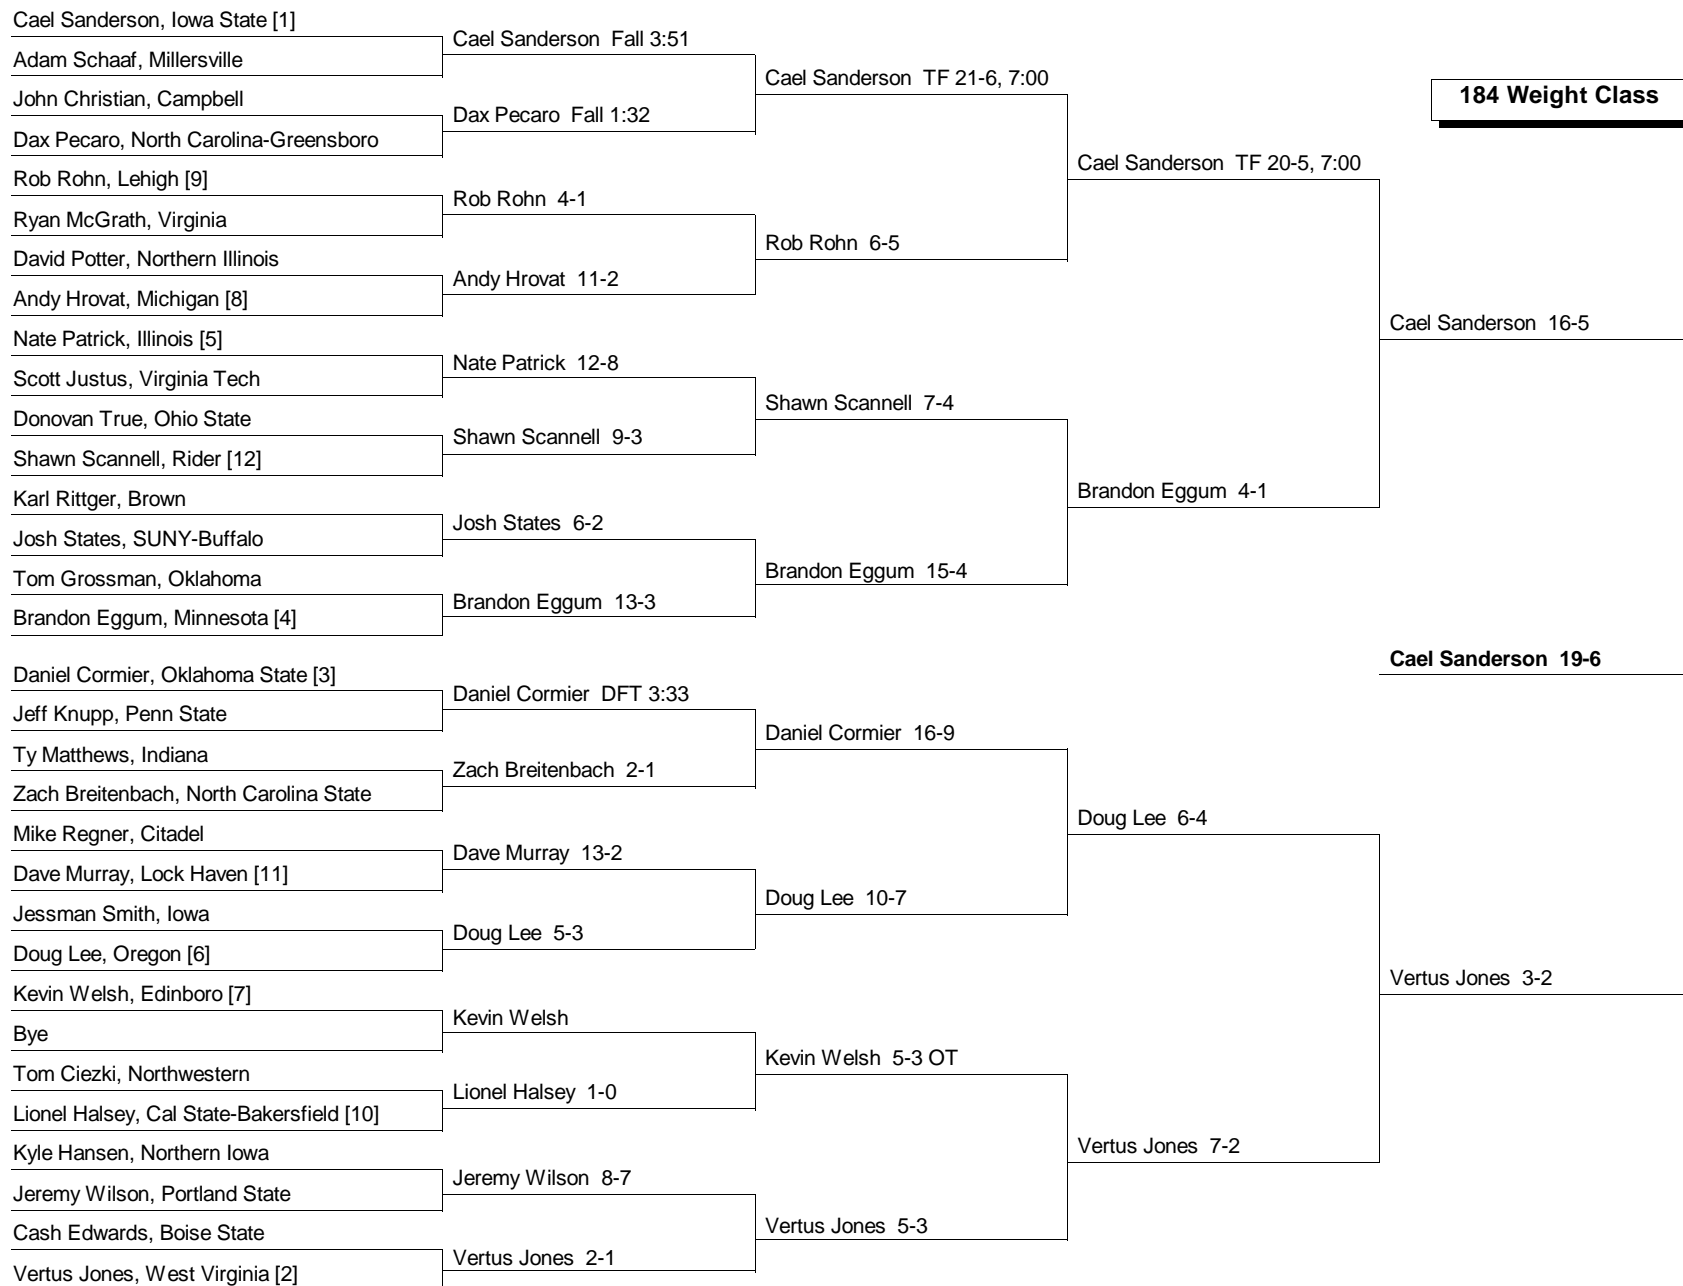 Cael Sanderson, Iowa State [1]
Adam Schaaf, Millersville
John Christian, Campbell
Dax Pecaro, North Carolina-Greensboro
Rob Rohn, Lehigh [9]
Ryan McGrath, Virginia
David Potter, Northern Illinois
Andy Hrovat, Michigan [8]
Nate Patrick, Illinois [5]
Scott Justus, Virginia Tech
Donovan True, Ohio State
Shawn Scannell, Rider [12]
Karl Rittger, Brown
Josh States, SUNY-Buffalo
Tom Grossman, Oklahoma
Brandon Eggum, Minnesota [4]
Daniel Cormier, Oklahoma State [3]
Jeff Knupp, Penn State
Ty Matthews, Indiana
Zach Breitenbach, North Carolina State
Mike Regner, Citadel
Dave Murray, Lock Haven [11]
Jessman Smith, Iowa
Doug Lee, Oregon [6]
Kevin Welsh, Edinboro [7]
Bye
Tom Ciezki, Northwestern
Lionel Halsey, Cal State-Bakersfield [10]
Kyle Hansen, Northern Iowa
Jeremy Wilson, Portland State
Cash Edwards, Boise State
Vertus Jones, West Virginia [2]
Cael Sanderson Fall 3:51
Dax Pecaro Fall 1:32
Rob Rohn 4-1
Andy Hrovat 11-2
Nate Patrick 12-8
Shawn Scannell 9-3
Josh States 6-2
Brandon Eggum 13-3
Daniel Cormier DFT 3:33
Zach Breitenbach 2-1
Dave Murray 13-2
Doug Lee 5-3
Kevin Welsh
Lionel Halsey 1-0
Jeremy Wilson 8-7
Vertus Jones 2-1
Cael Sanderson TF 21-6, 7:00
Rob Rohn 6-5
Shawn Scannell 7-4
Brandon Eggum 15-4
Daniel Cormier 16-9
Doug Lee 10-7
Kevin Welsh 5-3 OT
Vertus Jones 5-3
Cael Sanderson TF 20-5, 7:00
Brandon Eggum 4-1
Doug Lee 6-4
Vertus Jones 7-2
184 Weight Class
Cael Sanderson 16-5
Cael Sanderson 19-6
Vertus Jones 3-2